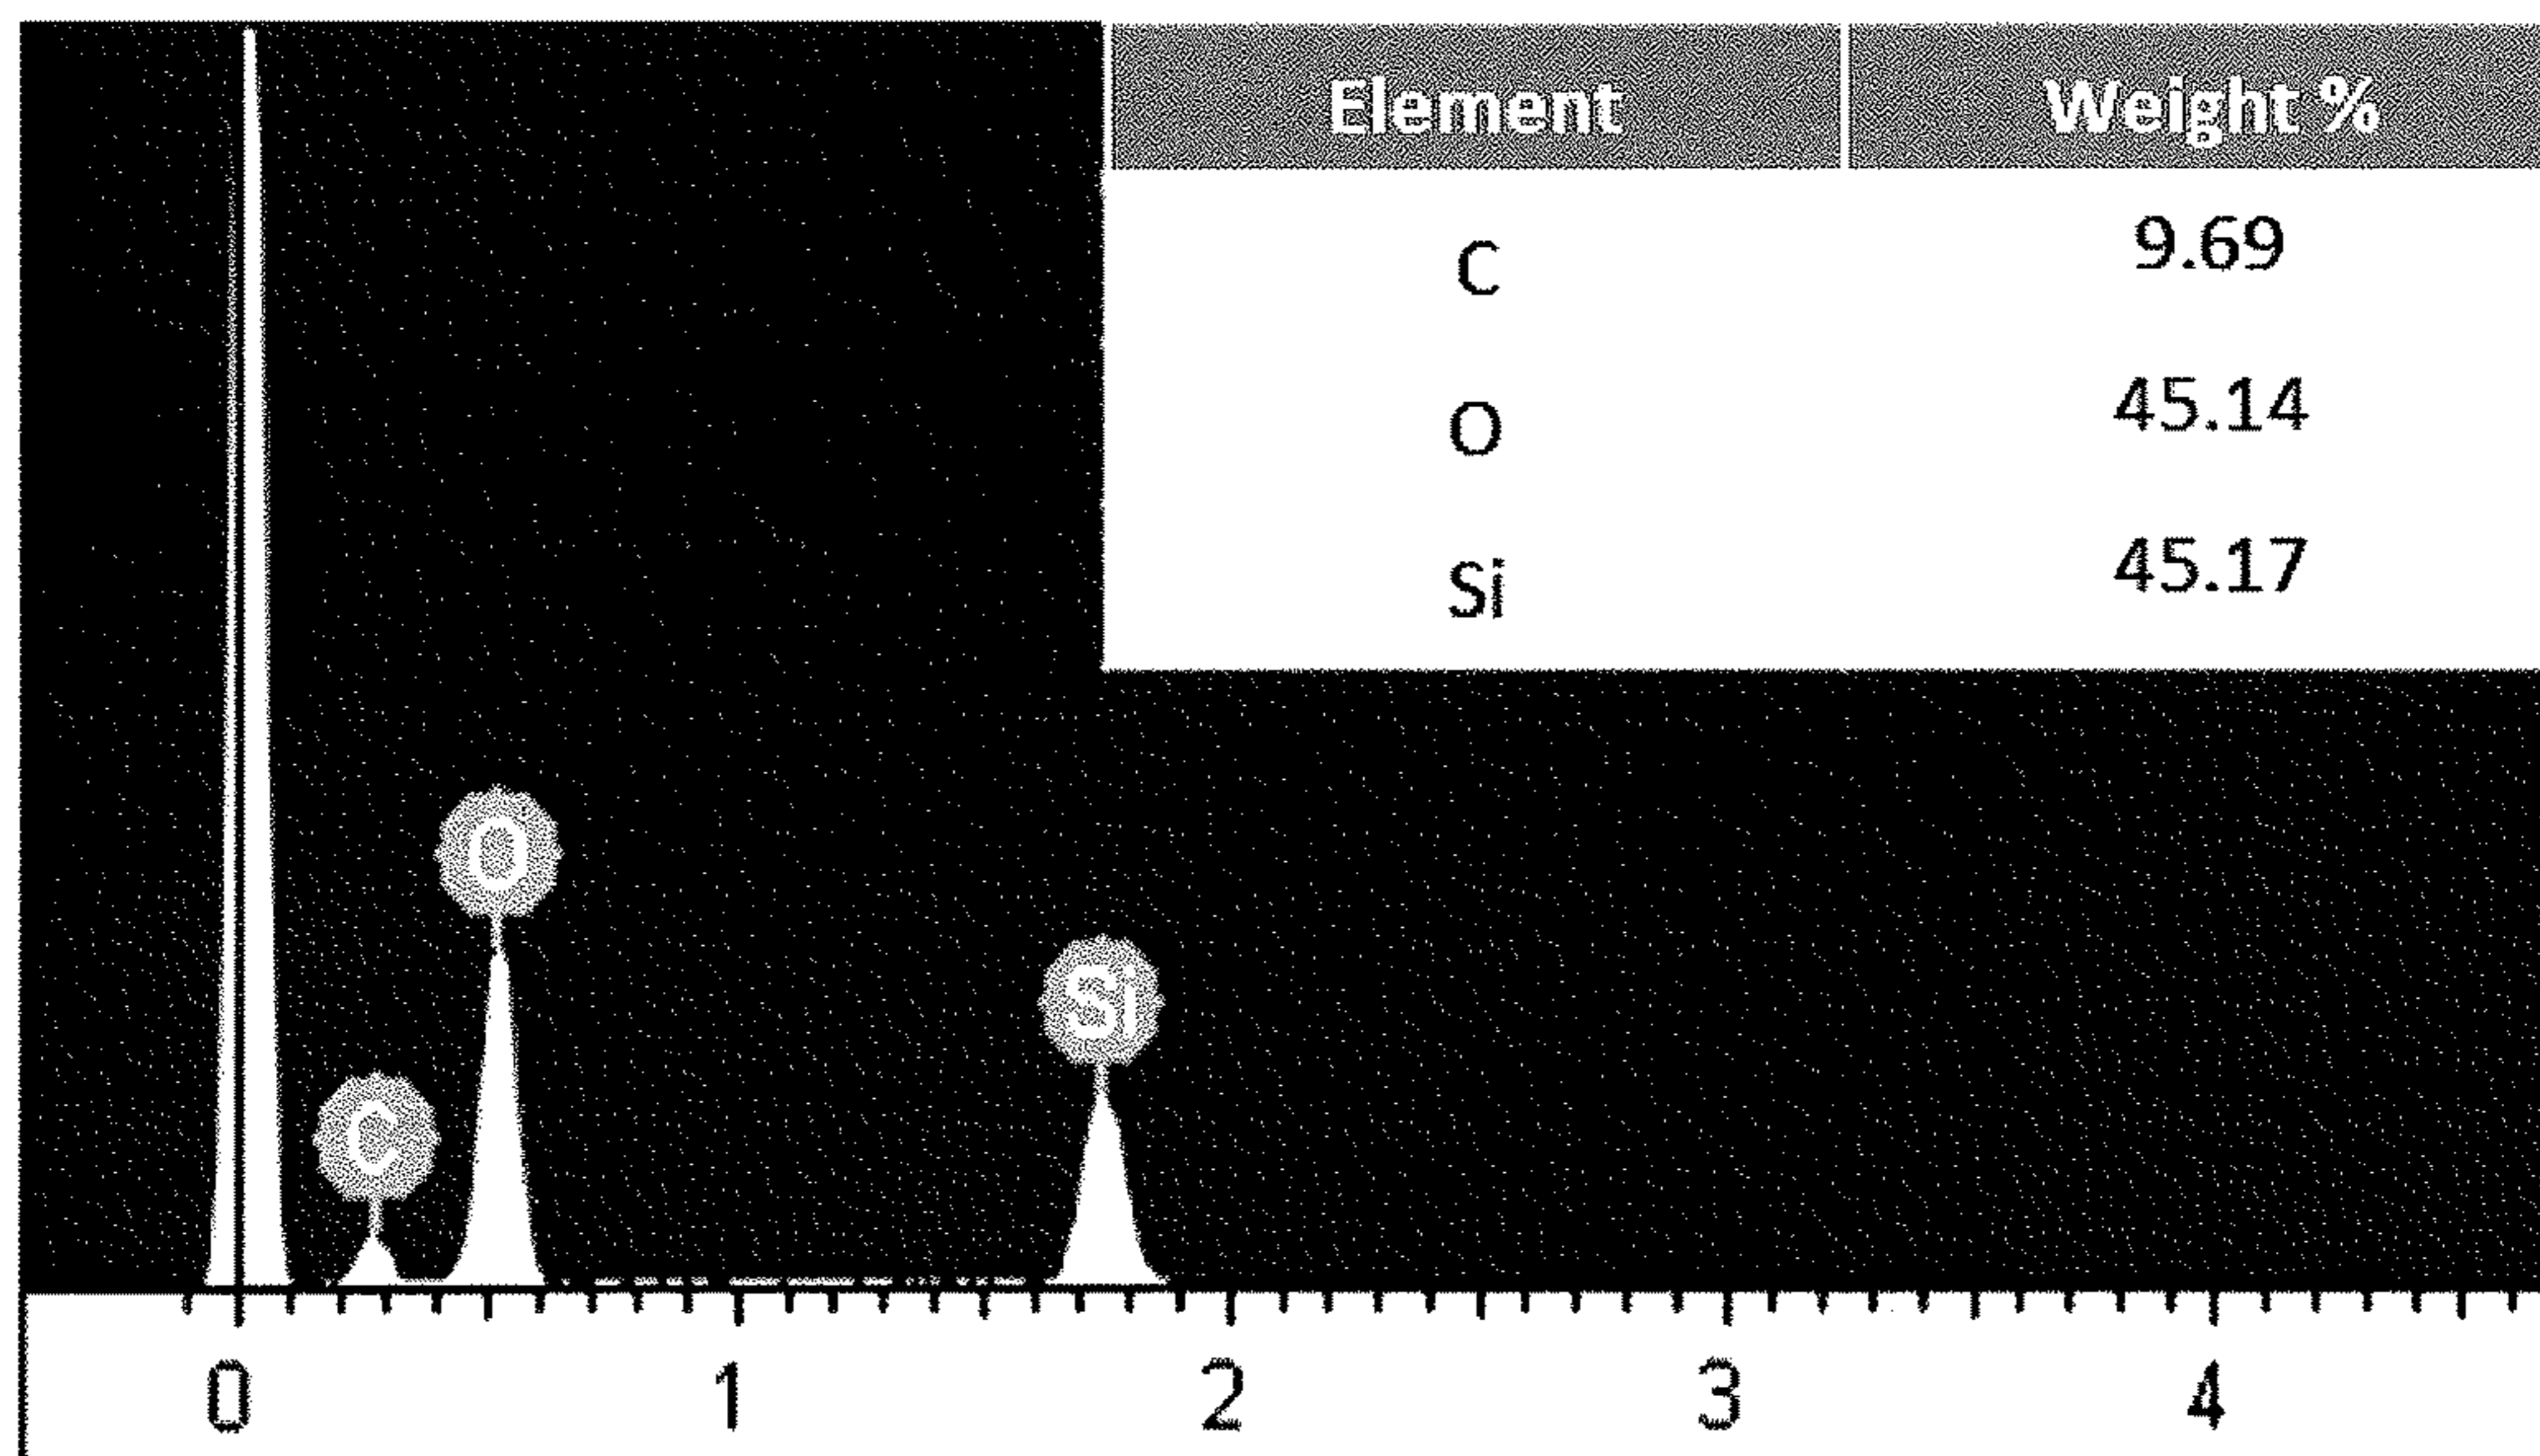 Element Weight %
C 9.69
O 45.14
Si 45.17
O
Si
C
0 1 2 3 4